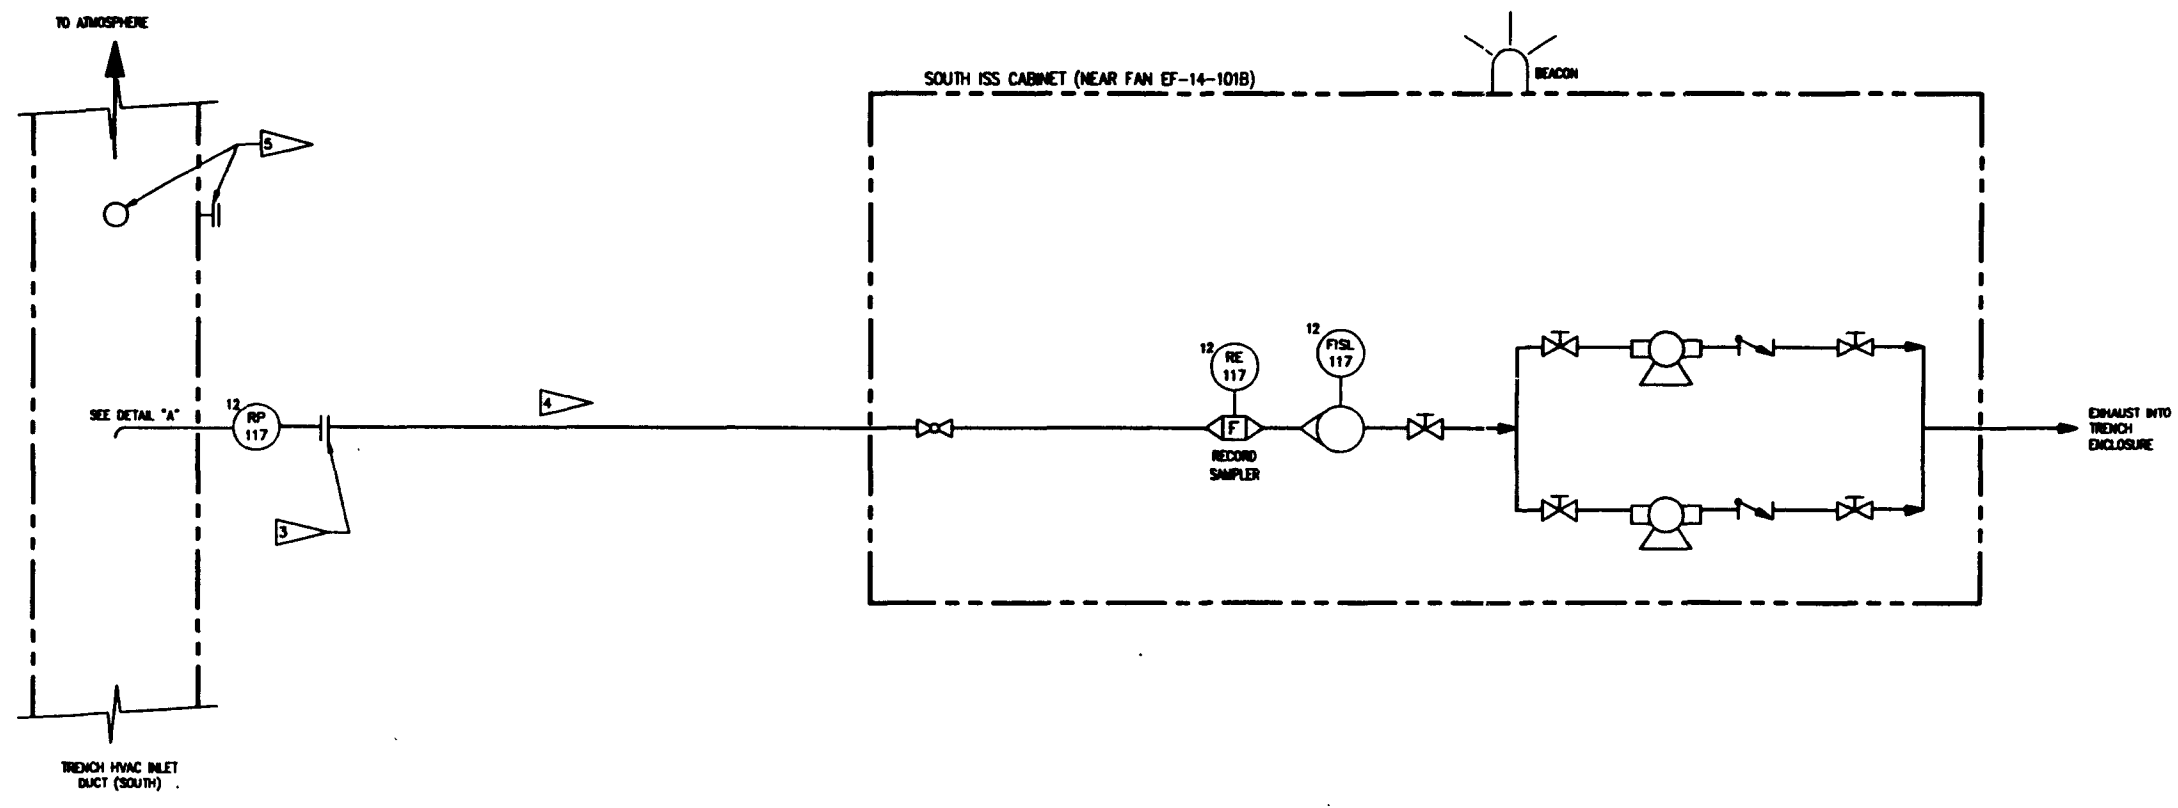 TO ATMOSPHERE
5
SOUTH ISS CABINET (NEAR FAN EF-14-101B)
BEACON
SEE DETAIL "A"
12
RP
117
3
4
12
RE
117
F
RECORD
SAMPLER
12
FISL
117
EXHAUST INTO
TRENCH
ENCLOSURE
TRENCH HVAC INLET
DUCT (SOUTH)